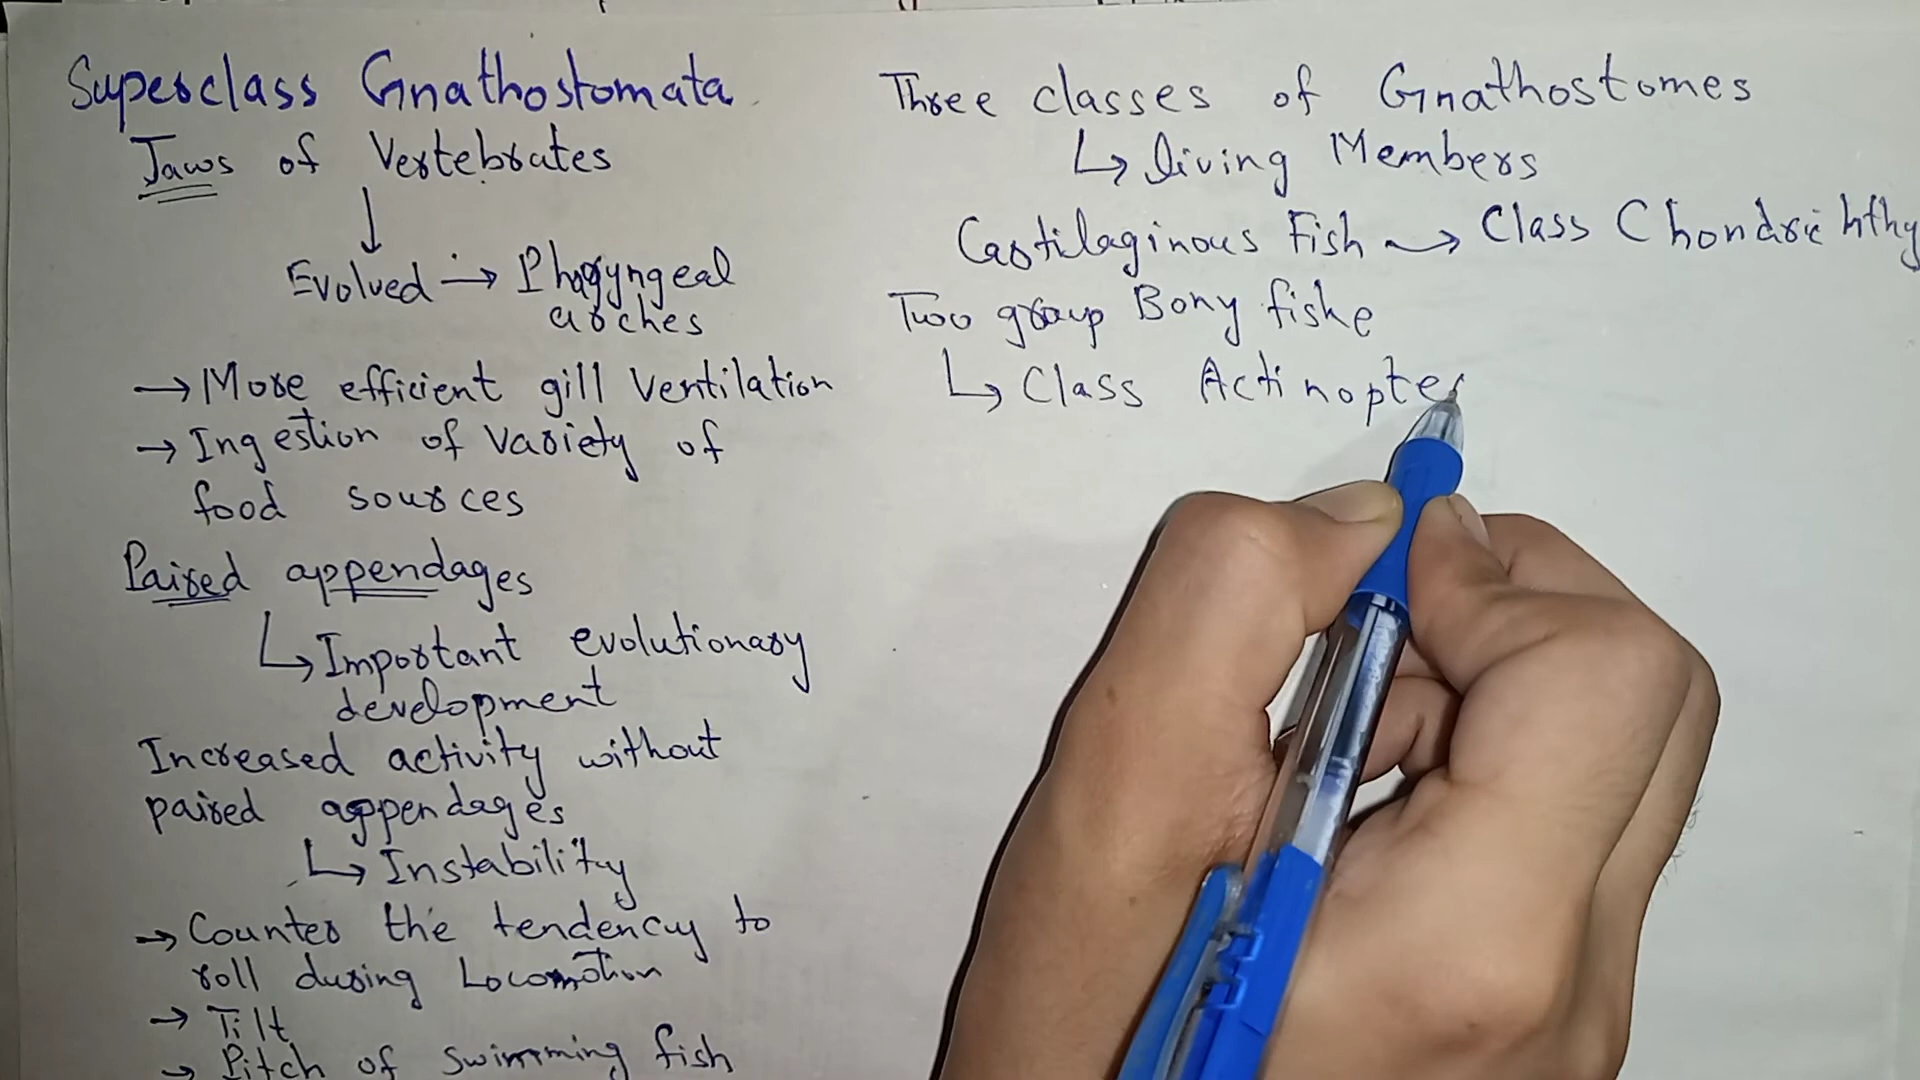 Superclass Gnathostomata
Jaws of Vertebrates
Evolved → Pharyngeal
arches
→ More efficient gill Ventilation
→ Ingestion of Variety of
food sources
Paired appendages
↳ Important evolutionary
development
Increased activity without
paired appendages
↳ Instability
→ Counter the tendency to
roll during Locomotion
→ Tilt
→ Pitch of swimming fish
Three classes of Gnathostomes
↳ living Members
Cartilaginous Fish → Class Chondrichthy
Two group Bony fishe
↳ Class Actinopter